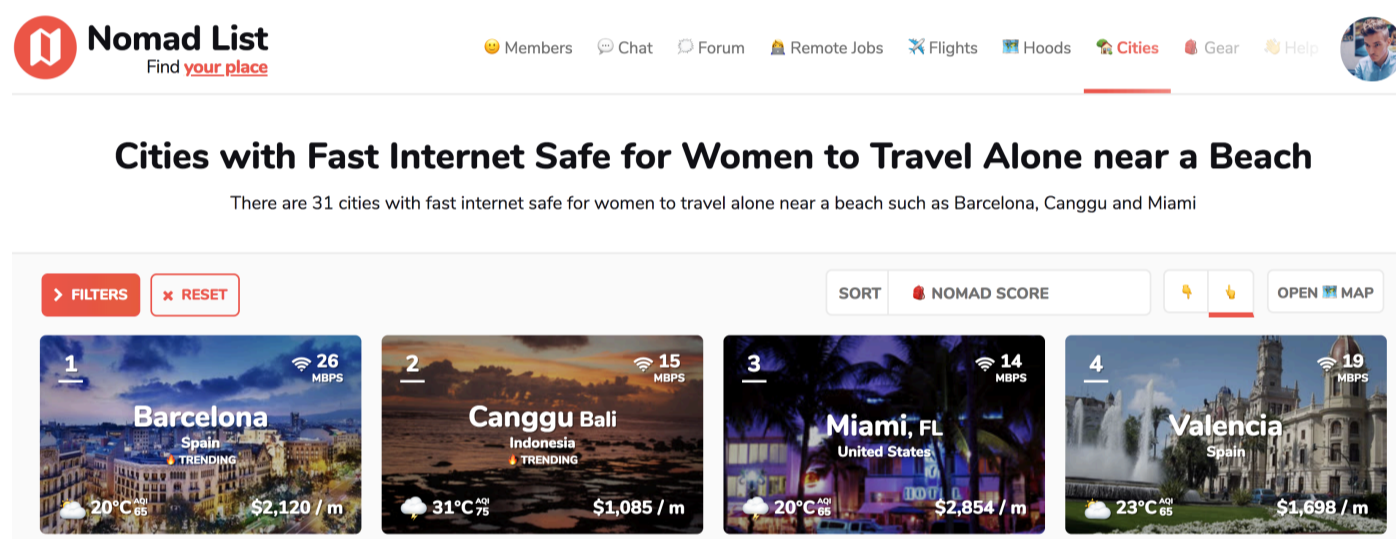 Nomad List
Find your place
Members Chat Forum Remote Jobs Flights Hoods Cities Gear Help
Cities with Fast Internet Safe for Women to Travel Alone near a Beach
There are 31 cities with fast internet safe for women to travel alone near a beach such as Barcelona, Canggu and Miami
FILTERS RESET SORT NOMAD SCORE OPEN MAP
1 26 MBPS
Barcelona
Spain
TRENDING
20°C AQI 65 $2,120 / m
2 15 MBPS
Canggu Bali
Indonesia
TRENDING
31°C AQI 75 $1,085 / m
3 14 MBPS
Miami, FL
United States
20°C AQI 65 $2,854 / m
4 19 MBPS
Valencia
Spain
23°C AQI 65 $1,698 / m